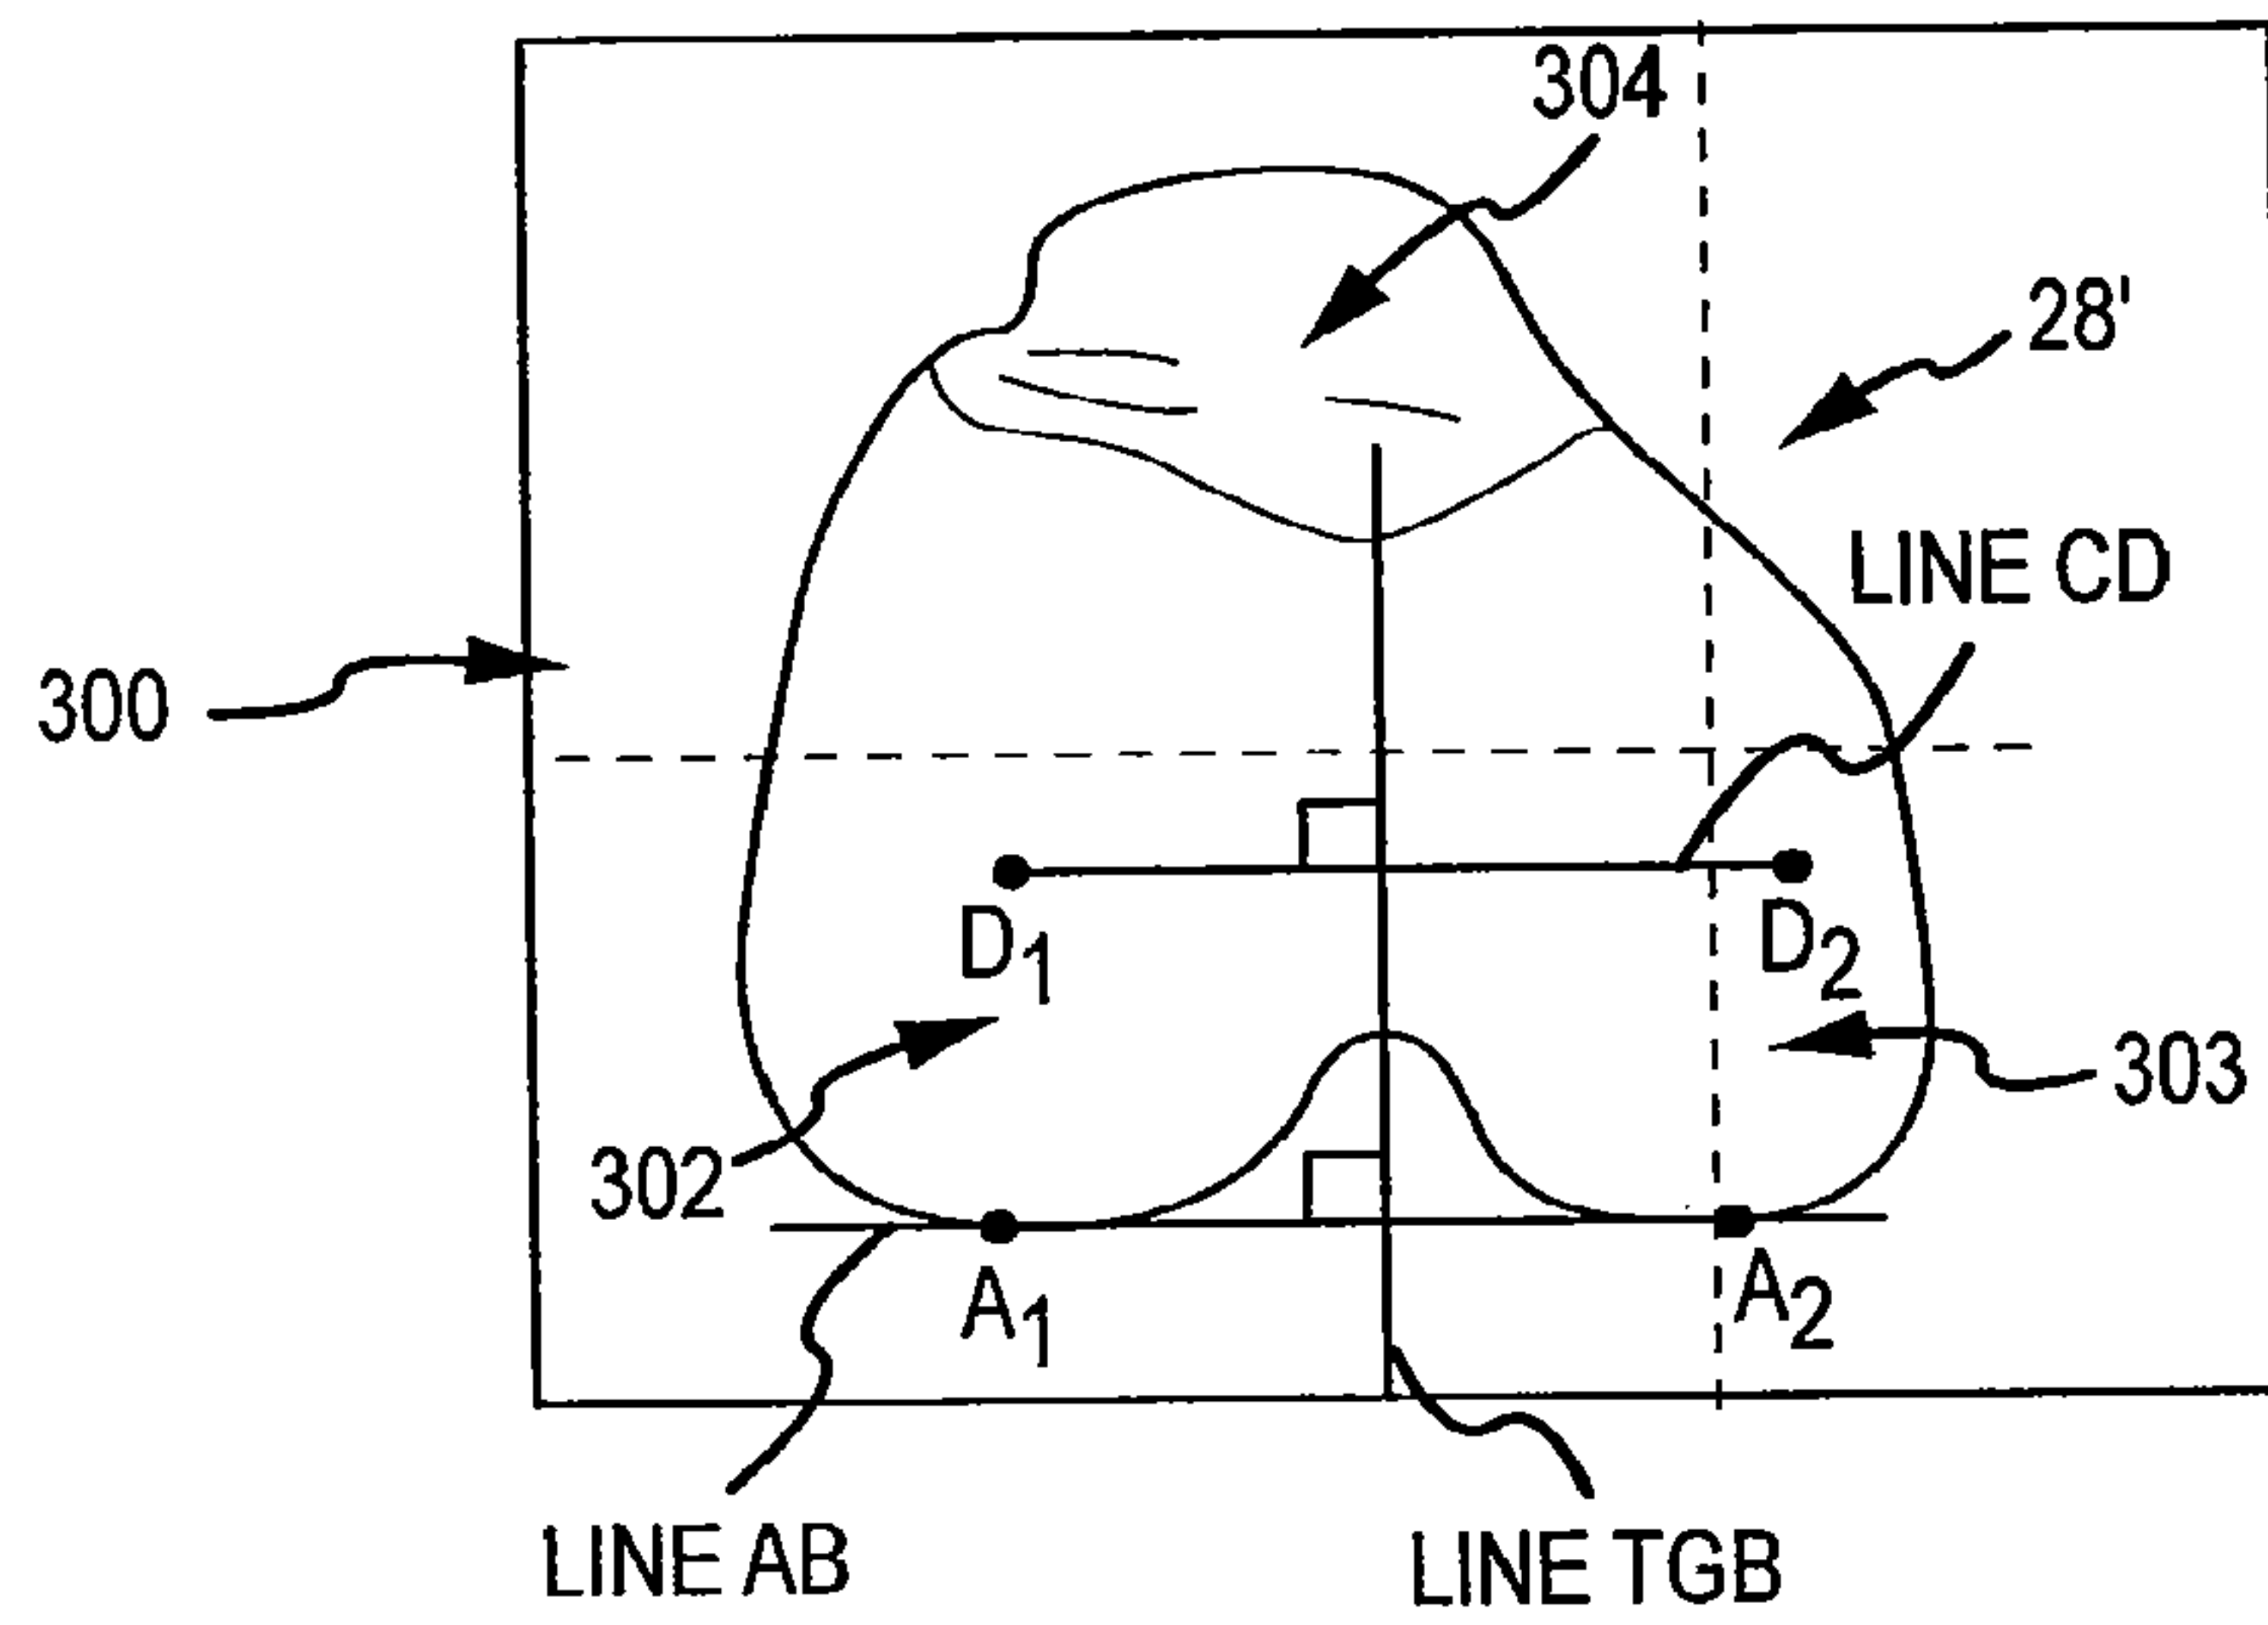 304
28'
LINE CD
300
D1
D2
303
302
A1
A2
LINE AB
LINE TGB